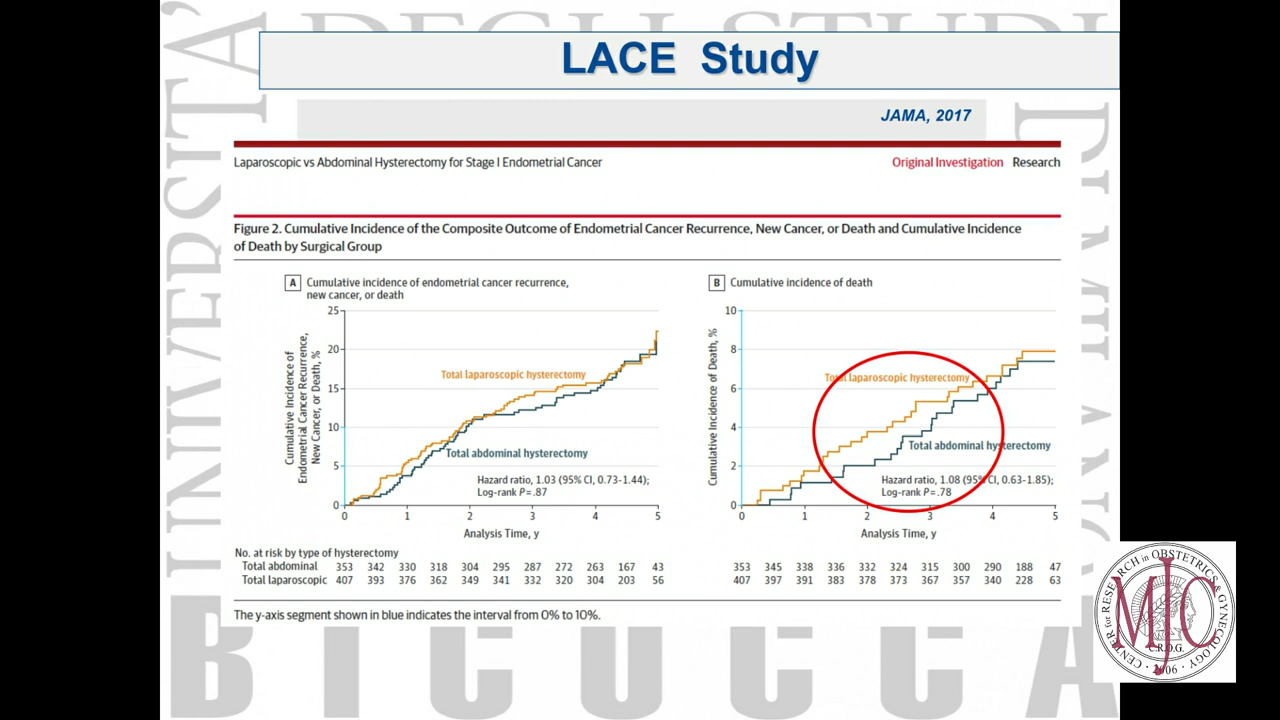 LACE Study
JAMA, 2017
Laparoscopic vs Abdominal Hysterectomy for Stage I Endometrial Cancer
Original Investigation Research
Figure 2. Cumulative Incidence of the Composite Outcome of Endometrial Cancer Recurrence, New Cancer, or Death and Cumulative Incidence
of Death by Surgical Group
A Cumulative incidence of endometrial cancer recurrence,
new cancer, or death
25
20
15
10
5
0
Cumulative Incidence of
Endometrial Cancer Recurrence,
New Cancer, or Death, %
Total laparoscopic hysterectomy
Total abdominal hysterectomy
Hazard ratio, 1.03 (95% CI, 0.73-1.44);
Log-rank P=.87
0 1 2 3 4 5
Analysis Time, y
B Cumulative incidence of death
10
8
6
4
2
0
Cumulative Incidence of Death, %
Total laparoscopic hysterectomy
Total abdominal hysterectomy
Hazard ratio, 1.08 (95% CI, 0.63-1.85);
Log-rank P=.78
0 1 2 3 4 5
Analysis Time, y
No. at risk by type of hysterectomy
Total abdominal 353 342 330 318 304 295 287 272 263 167 43 353 345 338 336 332 324 315 300 290 188 47
Total laparoscopic 407 393 376 362 349 341 332 320 304 203 56 407 397 391 383 378 373 367 357 340 228 63
The y-axis segment shown in blue indicates the interval from 0% to 10%.
UNIVERSITA'
BICOCCA
CENTER for RESEARCH in OBSTETRICS & GYNECOLOGY
MJC
C.R.O.G.
2006